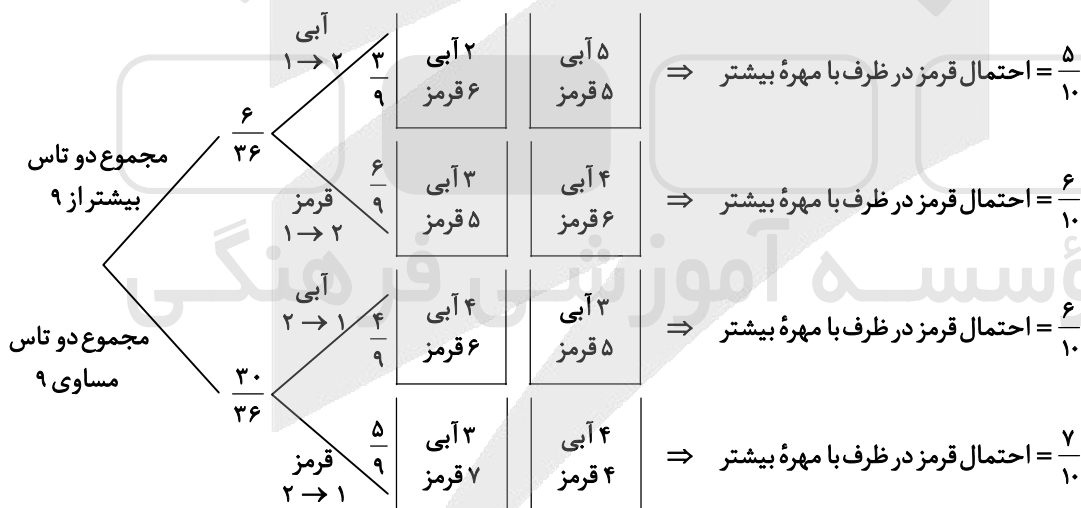 مجموع دو تاس
بیشتر از ۹
۶/۳۶
آبی
۱ → ۲
۳/۹
۲ آبی
۶ قرمز
۵ آبی
۵ قرمز
⇒ احتمال قرمز در ظرف با مهرهٔ بیشتر = ۵/۱۰
قرمز
۱ → ۲
۶/۹
۳ آبی
۵ قرمز
۴ آبی
۶ قرمز
⇒ احتمال قرمز در ظرف با مهرهٔ بیشتر = ۶/۱۰
ؤسسه آموزشی فرهنگی
مجموع دو تاس
مساوی ۹
۳۰/۳۶
آبی
۲ → ۱
۴/۹
۴ آبی
۶ قرمز
۳ آبی
۵ قرمز
⇒ احتمال قرمز در ظرف با مهرهٔ بیشتر = ۶/۱۰
قرمز
۲ → ۱
۵/۹
۳ آبی
۷ قرمز
۴ آبی
۴ قرمز
⇒ احتمال قرمز در ظرف با مهرهٔ بیشتر = ۷/۱۰